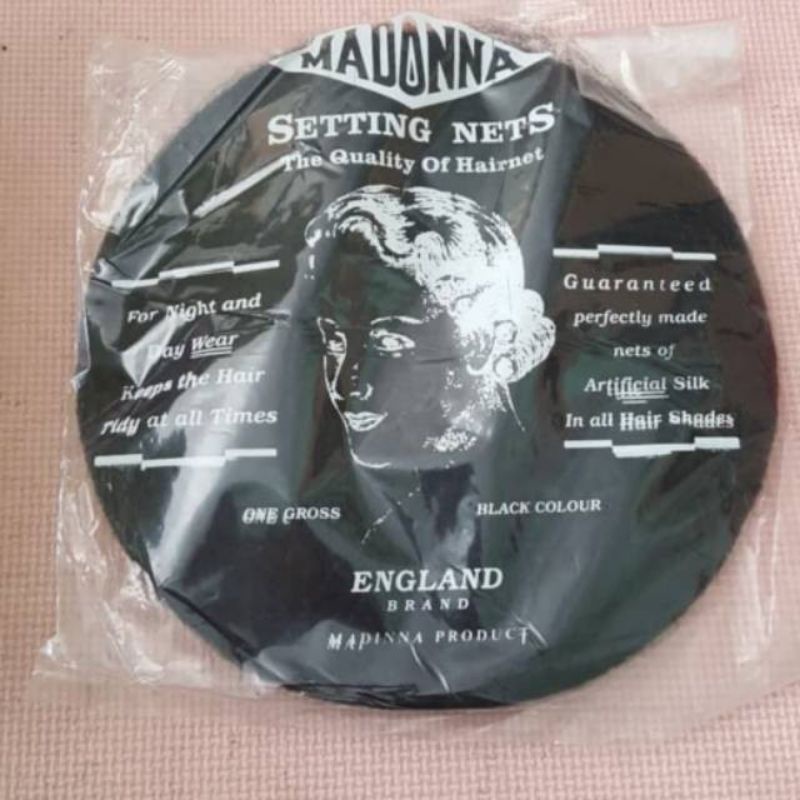 MADONNA
SETTING NETS
The Quality Of Hairnet
For Night and
Day Wear
Keeps the Hair
Tidy at all Times
Guaranteed
perfectly made
nets of
Artificial Silk
In all Hair Shades
ONE GROSS
BLACK COLOUR
ENGLAND
BRAND
MADINNA PRODUCT